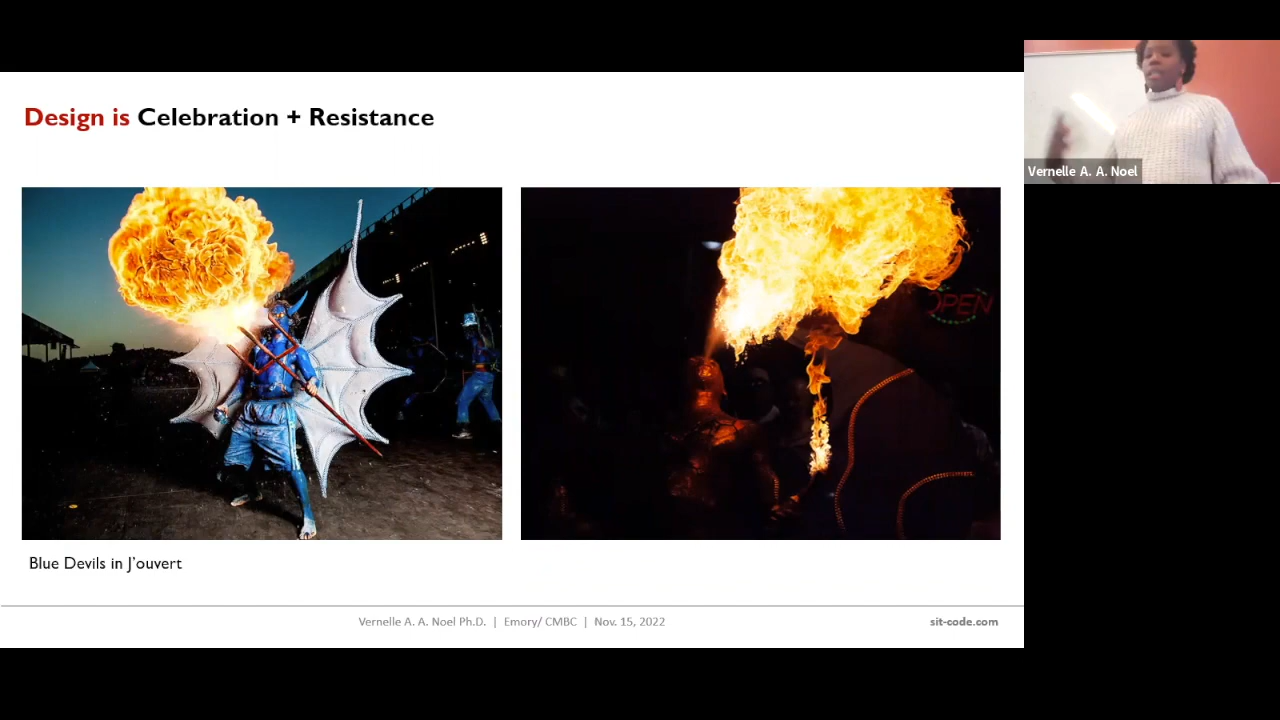 Design is Celebration + Resistance
Vernelle A. A. Noel
OPEN
Blue Devils in J'ouvert
Vernelle A. A. Noel Ph.D. | Emory/ CMBC | Nov. 15, 2022
sit-code.com